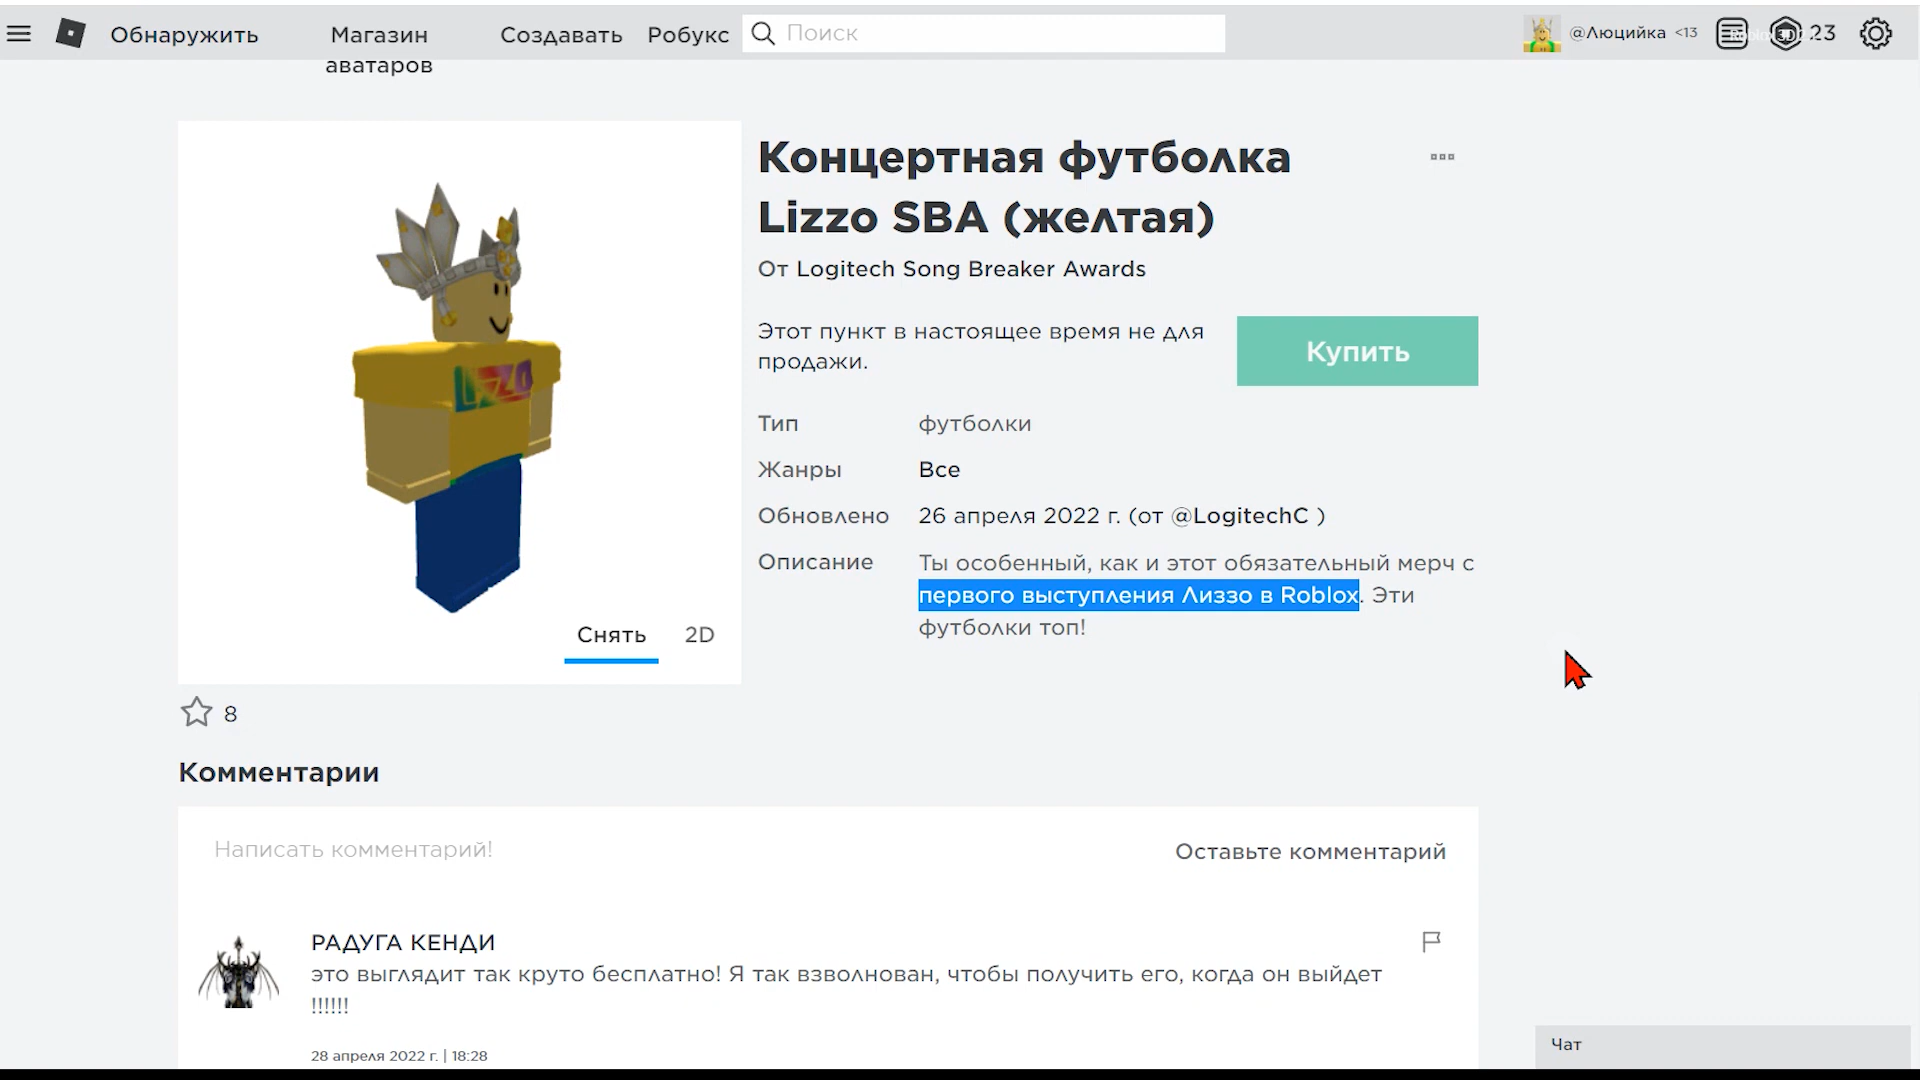 Обнаружить
Магазин
аватаров
Создавать
Робукс
Поиск
@Люцийка <13
23
Концертная футболка
Lizzo SBA (желтая)
От Logitech Song Breaker Awards
Этот пункт в настоящее время не для
продажи.
Купить
Тип футболки
Жанры Все
Обновлено 26 апреля 2022 г. (от @LogitechC )
Описание Ты особенный, как и этот обязательный мерч с
первого выступления Лиззо в Roblox. Эти
футболки топ!
LIZZO
Снять 2D
8
Комментарии
Написать комментарий!
Оставьте комментарий
РАДУГА КЕНДИ
это выглядит так круто бесплатно! Я так взволнован, чтобы получить его, когда он выйдет
!!!!!!
28 апреля 2022 г. | 18:28
Чат